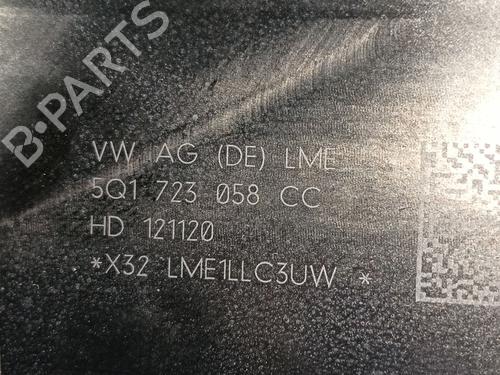 B-PARTS
VW AG (DE) LME
5Q1 723 058 CC
HD 121120
*X32 LME1LLC3UW *